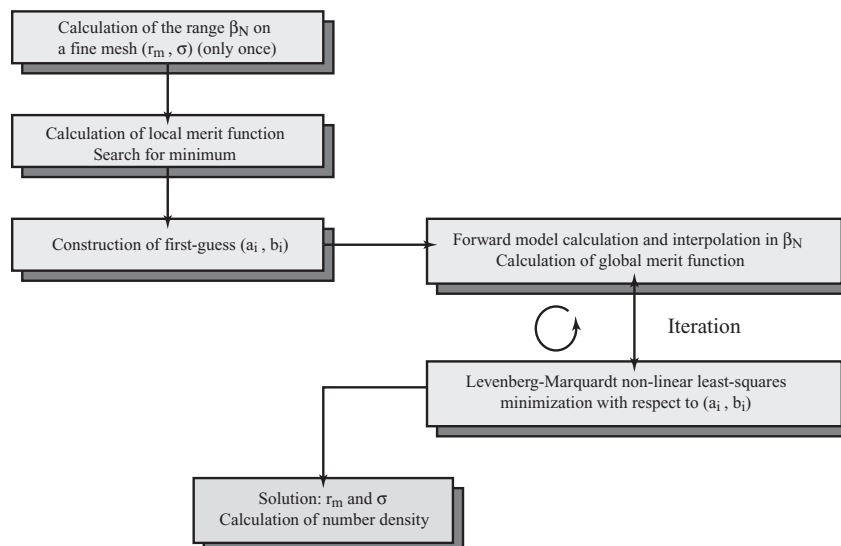 Calculation of the range β_N on
a fine mesh (r_m , σ) (only once)
Calculation of local merit function
Search for minimum
Construction of first-guess (a_i , b_i)
Forward model calculation and interpolation in β_N
Calculation of global merit function
Iteration
Levenberg-Marquardt non-linear least-squares
minimization with respect to (a_i , b_i)
Solution: r_m and σ
Calculation of number density